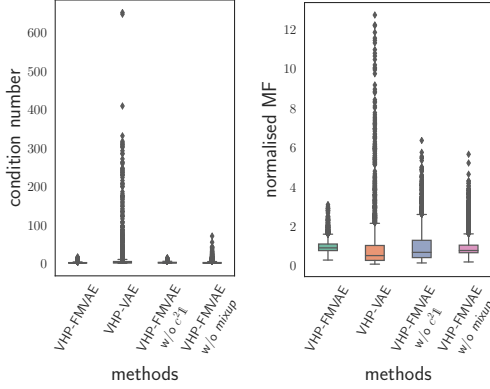 condition number
600
500
400
300
200
100
0
VHP-FMVAE
VHP-VAE
VHP-FMVAE
w/o c²𝟙
VHP-FMVAE
w/o mixup
methods
normalised MF
12
10
8
6
4
2
0
VHP-FMVAE
VHP-VAE
VHP-FMVAE
w/o c²𝟙
VHP-FMVAE
w/o mixup
methods